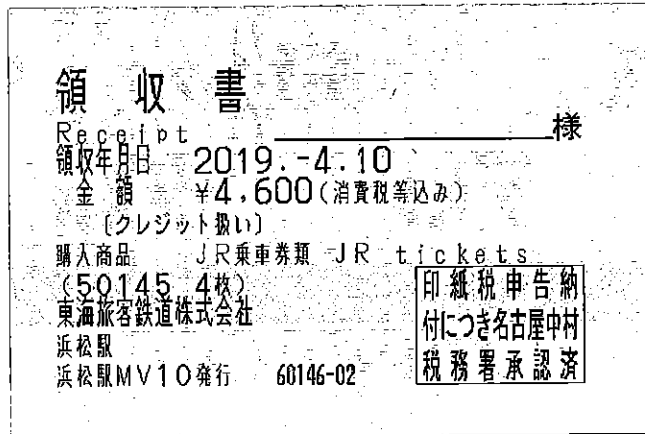 領収書
Receipt 様
領収年月日 2019.-4.10
金額 ¥4,600(消費税等込み)
〔クレジット扱い〕
購入商品 JR乗車券類 JR tickets
(50145 4枚)
東海旅客鉄道株式会社
浜松駅
浜松駅MV10発行 60146-02
印紙税申告納
付につき名古屋中村
税務署承認済